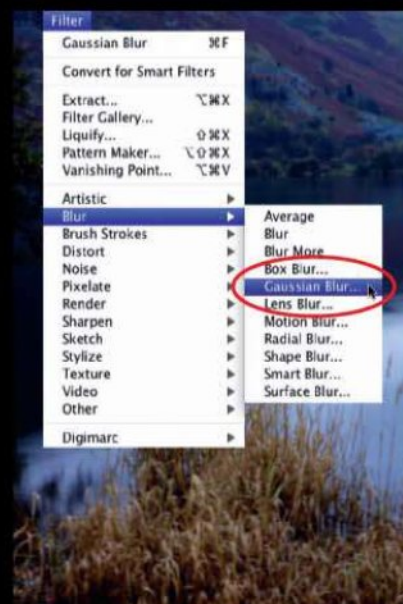 Filter
Gaussian Blur ⌘F
Convert for Smart Filters
Extract... ⌥⌘X
Filter Gallery...
Liquify... ⇧⌘X
Pattern Maker... ⌥⇧⌘X
Vanishing Point... ⌥⌘V
Artistic
Blur
Brush Strokes
Distort
Noise
Pixelate
Render
Sharpen
Sketch
Stylize
Texture
Video
Other
Digimarc
Average
Blur
Blur More
Box Blur...
Gaussian Blur...
Lens Blur...
Motion Blur...
Radial Blur...
Shape Blur...
Smart Blur...
Surface Blur...